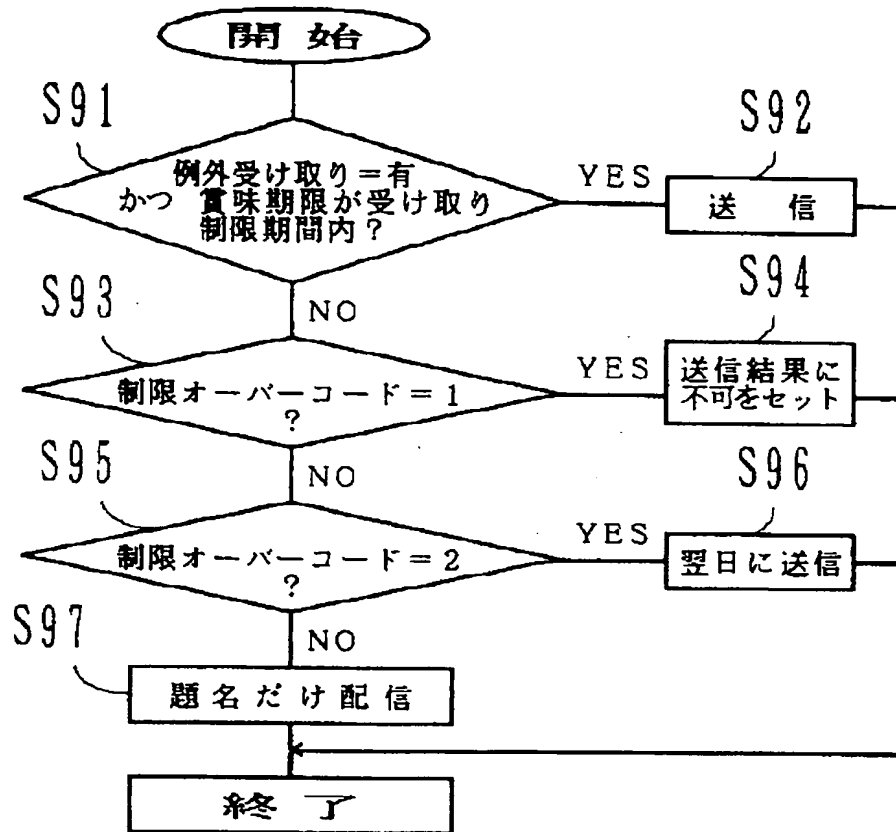 開始
S91
例外受け取り＝有
かつ 賞味期限が受け取り
制限期間内？
YES
S92
送信
NO
S93
制限オーバーコード＝1
？
YES
S94
送信結果に
不可をセット
NO
S95
制限オーバーコード＝2
？
YES
S96
翌日に送信
NO
S97
題名だけ配信
終了